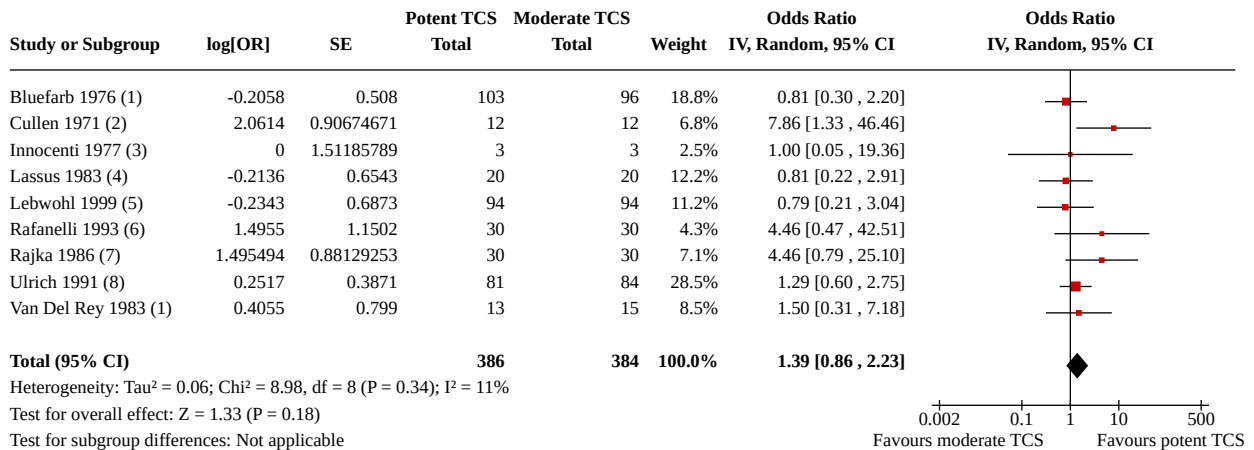 Potent TCS Moderate TCS Odds Ratio Odds Ratio
Study or Subgroup log[OR] SE Total Total Weight IV, Random, 95% CI IV, Random, 95% CI
Bluefarb 1976 (1) -0.2058 0.508 103 96 18.8% 0.81 [0.30 , 2.20]
Cullen 1971 (2) 2.0614 0.90674671 12 12 6.8% 7.86 [1.33 , 46.46]
Innocenti 1977 (3) 0 1.51185789 3 3 2.5% 1.00 [0.05 , 19.36]
Lassus 1983 (4) -0.2136 0.6543 20 20 12.2% 0.81 [0.22 , 2.91]
Lebwohl 1999 (5) -0.2343 0.6873 94 94 11.2% 0.79 [0.21 , 3.04]
Rafanelli 1993 (6) 1.4955 1.1502 30 30 4.3% 4.46 [0.47 , 42.51]
Rajka 1986 (7) 1.495494 0.88129253 30 30 7.1% 4.46 [0.79 , 25.10]
Ulrich 1991 (8) 0.2517 0.3871 81 84 28.5% 1.29 [0.60 , 2.75]
Van Del Rey 1983 (1) 0.4055 0.799 13 15 8.5% 1.50 [0.31 , 7.18]
Total (95% CI) 386 384 100.0% 1.39 [0.86 , 2.23]
Heterogeneity: Tau² = 0.06; Chi² = 8.98, df = 8 (P = 0.34); I² = 11%
Test for overall effect: Z = 1.33 (P = 0.18)
0.002 0.1 1 10 500
Test for subgroup differences: Not applicable
Favours moderate TCS Favours potent TCS